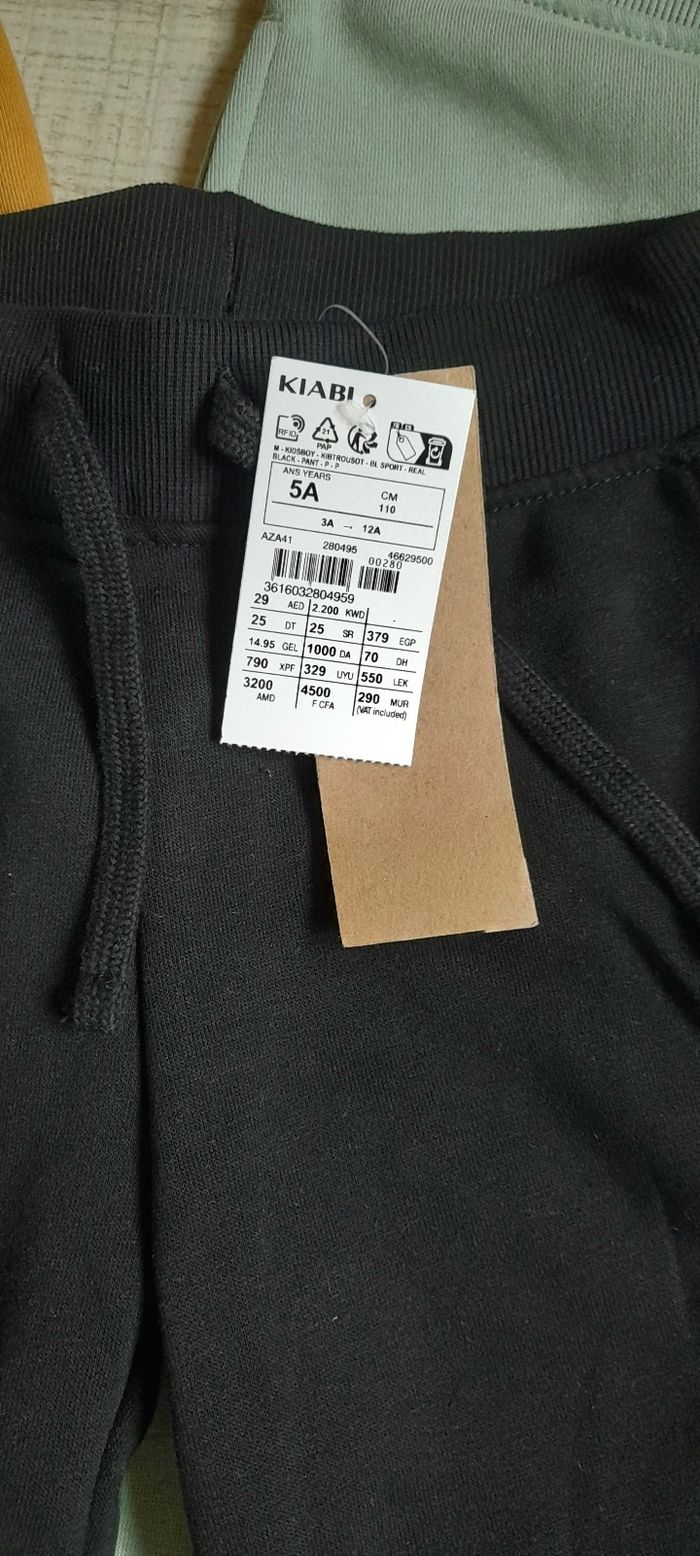 KIABI
RFID
21
PAP
FR BE
M - KIDSBOY - KIBTROUSOT - BL SPORT - REAL
BLACK - PANT - P - P
ANS YEARS
5A
CM
110
3A → 12A
AZA41 280495 46629500
00280
3616032804959
29 AED 2.200 KWD .
25 DT 25 SR 379 EGP
14.95 GEL 1000 DA 70 DH
790 XPF 329 UYU 550 LEK
3200 AMD 4500 F CFA 290 MUR
(VAT included)